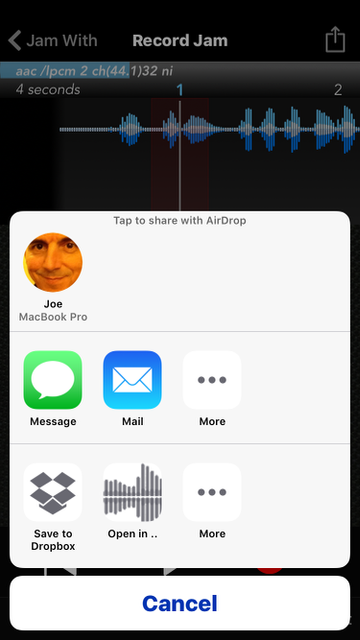 Jam With
Record Jam
aac /lpcm 2 ch(44.1)32 ni
4 seconds
1
2
Tap to share with AirDrop
Joe
MacBook Pro
Message
Mail
More
Save to
Dropbox
Open in ..
More
Cancel